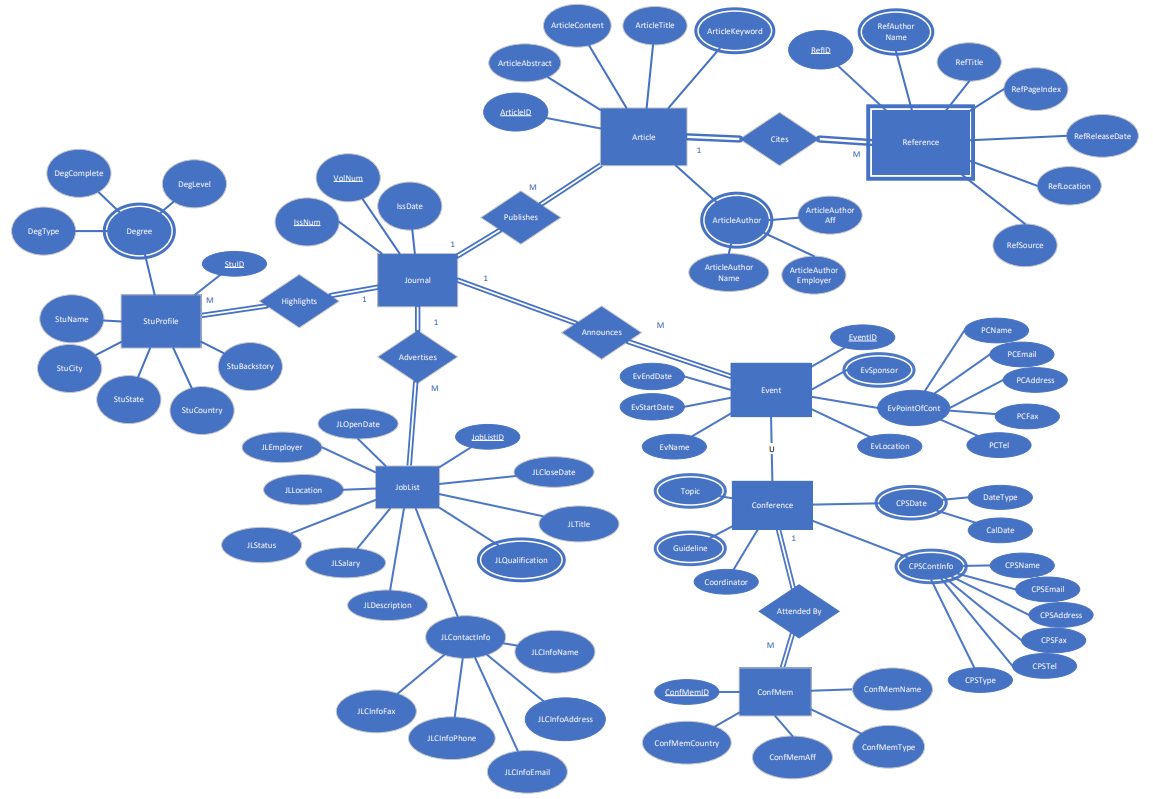 ArticleContent
ArticleTitle
ArticleKeyword
RefAuthor
Name
RefID
ArticleAbstract
RefTitle
RefPageIndex
ArticleID
Article
1
Cites
M
Reference
RefReleaseDate
RefLocation
RefSource
DegComplete
DegLevel
DegType
Degree
VolNum
IssNum
IssDate
M
Publishes
1
ArticleAuthor
ArticleAuthor
Aff
ArticleAuthor
Name
ArticleAuthor
Employer
StuID
M
Highlights
1
Journal
1
StuName
StuProfile
StuCity
StuState
StuCountry
StuBackstory
1
Advertises
M
Announces
M
EventID
EvSponsor
EvEndDate
Event
EvStartDate
EvName
EvPointOfCont
EvLocation
PCName
PCEmail
PCAddress
PCFax
PCTel
U
JLOpenDate
JobListID
JLEmployer
JLCloseDate
JLLocation
JobList
JLTitle
JLStatus
JLSalary
JLQualification
JLDescription
JLContactInfo
JLCInfoName
JLCInfoFax
JLCInfoPhone
JLCInfoAddress
JLCInfoEmail
Topic
Conference
CPSDate
DateType
CalDate
Guideline
1
Coordinator
CPSContInfo
CPSName
CPSEmail
CPSAddress
CPSFax
CPSTel
CPSType
Attended By
M
ConfMemID
ConfMem
ConfMemName
ConfMemCountry
ConfMemAff
ConfMemType